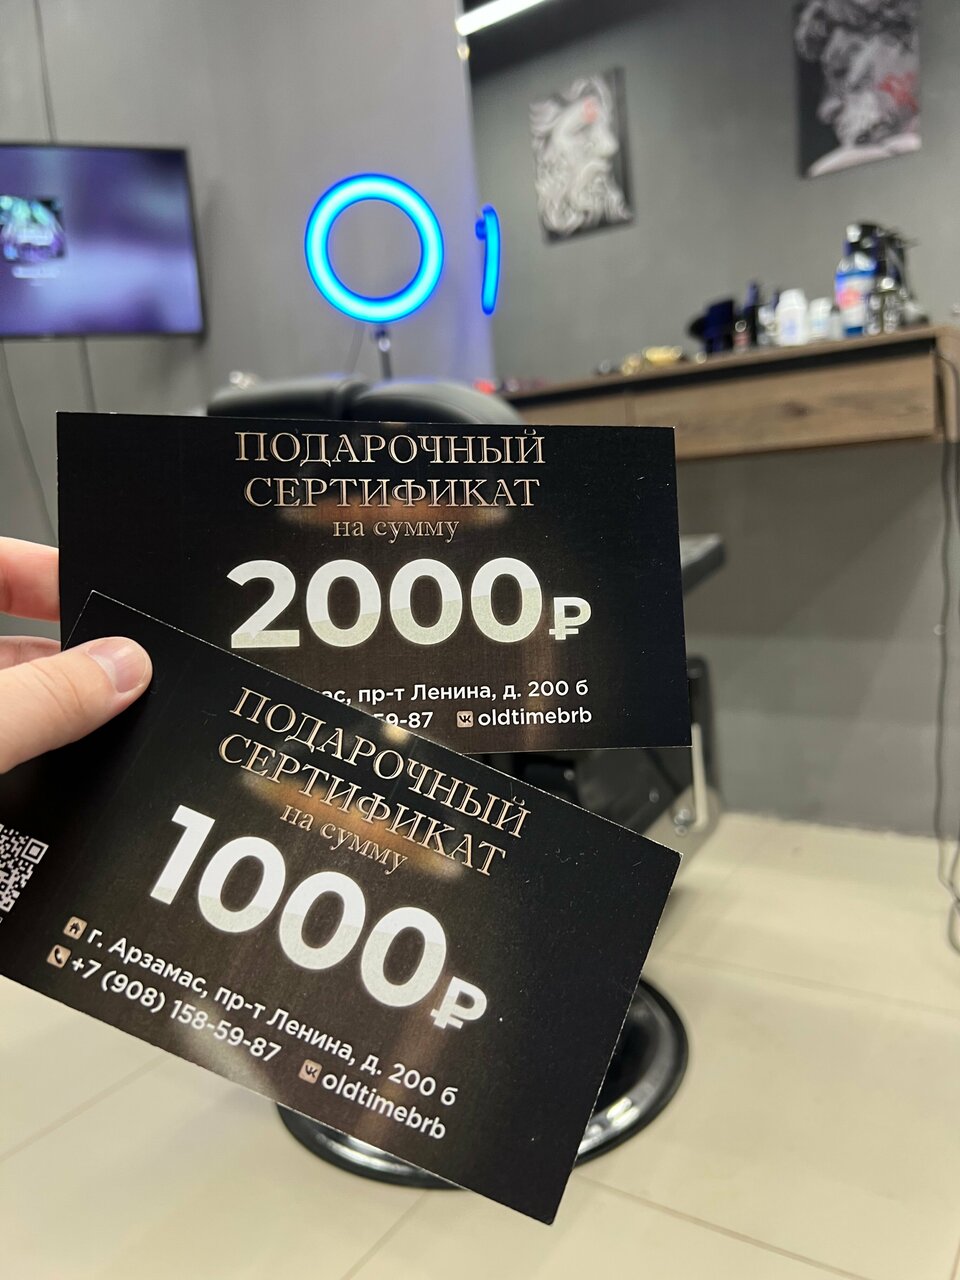 ПОДАРОЧНЫЙ
СЕРТИФИКАТ
на сумму
2000₽
пр-т Ленина, д. 200 б
59-87 oldtimebrb
ПОДАРОЧНЫЙ
СЕРТИФИКАТ
на сумму
1000₽
г. Арзамас, пр-т Ленина, д. 200 б
+7 (908) 158-59-87 oldtimebrb